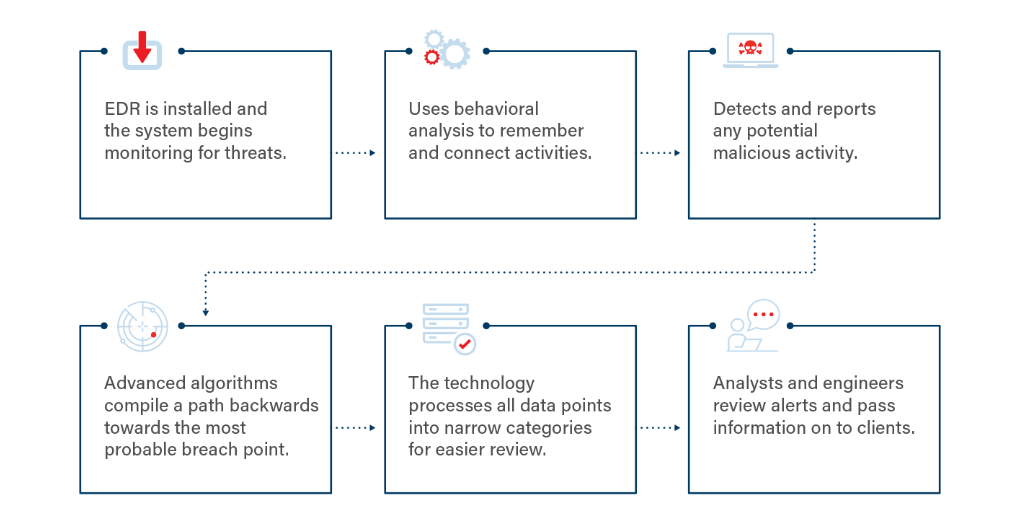 EDR is installed and
the system begins
monitoring for threats.
Uses behavioral
analysis to remember
and connect activities.
Detects and reports
any potential
malicious activity.
Advanced algorithms
compile a path backwards
towards the most
probable breach point.
The technology
processes all data points
into narrow categories
for easier review.
Analysts and engineers
review alerts and pass
information on to clients.